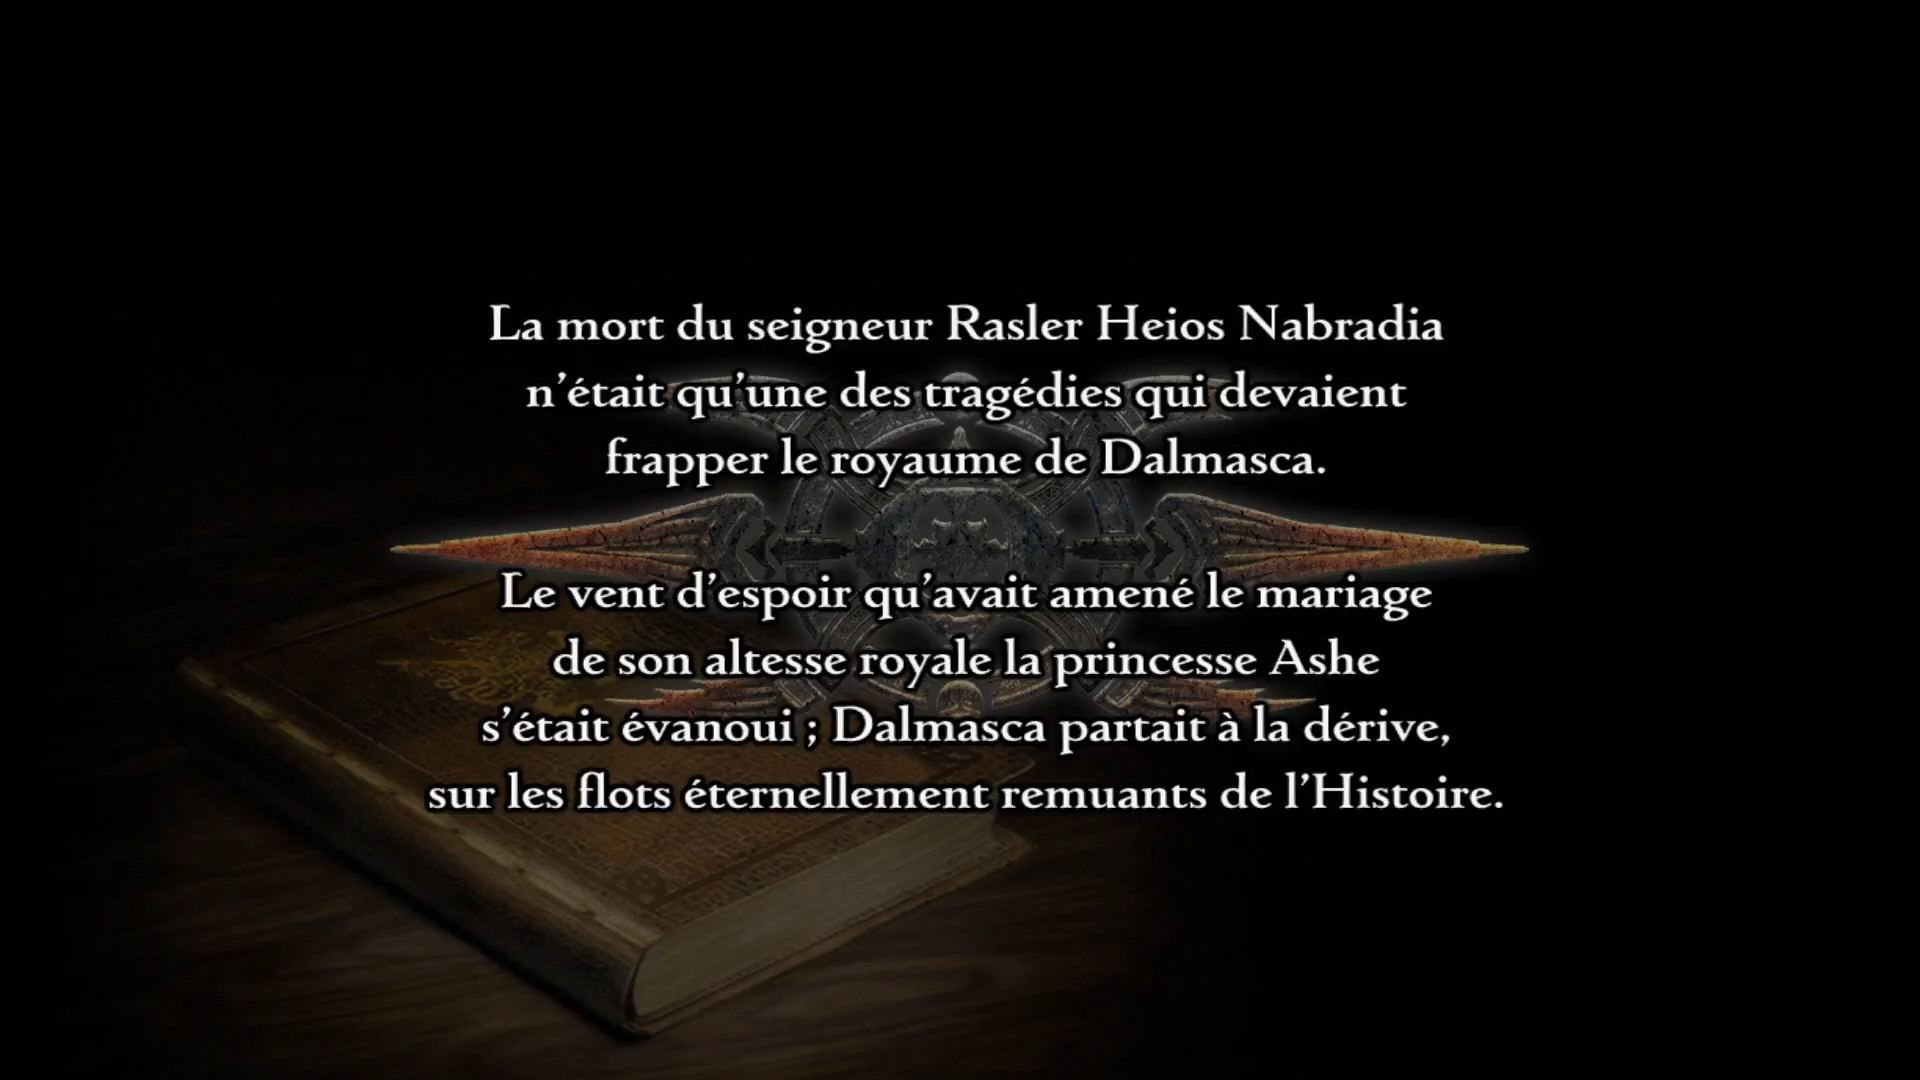 La mort du seigneur Rasler Heios Nabradia
n'était qu'une des tragédies qui devaient
frapper le royaume de Dalmasca.
Le vent d'espoir qu'avait amené le mariage
de son altesse royale la princesse Ashe
s'était évanoui ; Dalmasca partait à la dérive,
sur les flots éternellement remuants de l'Histoire.